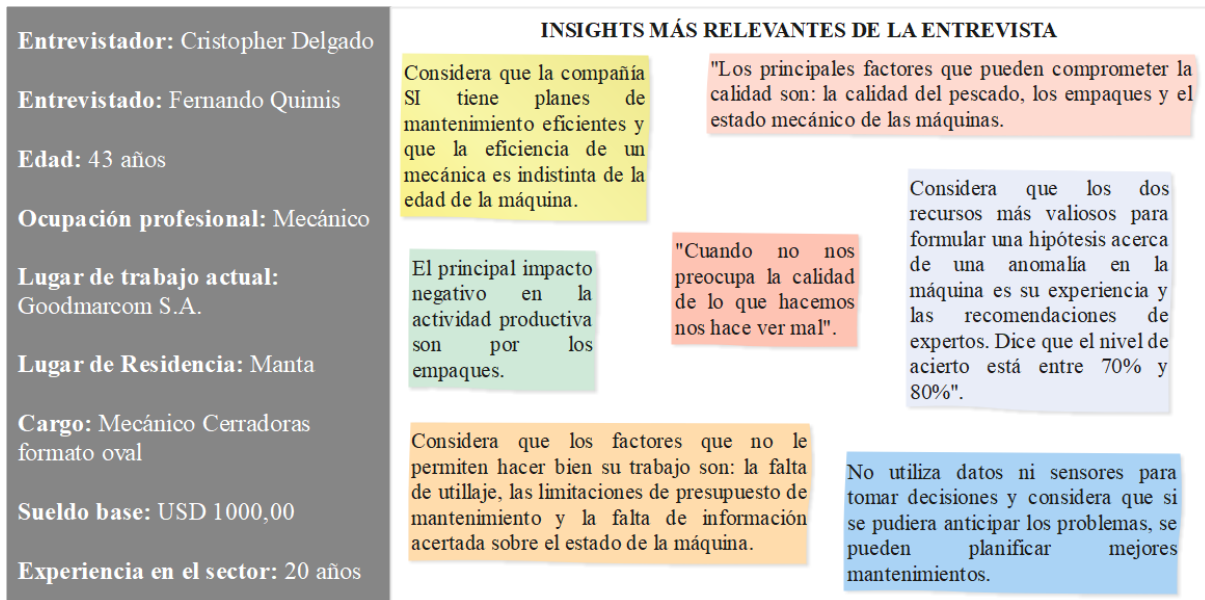 Entrevistador: Cristopher Delgado
Entrevistado: Fernando Quimis
Edad: 43 años
Ocupación profesional: Mecánico
Lugar de trabajo actual:
Goodmarcom S.A.
Lugar de Residencia: Manta
Cargo: Mecánico Cerradoras
formato oval
Sueldo base: USD 1000,00
Experiencia en el sector: 20 años
INSIGHTS MÁS RELEVANTES DE LA ENTREVISTA
Considera que la compañía
SI tiene planes de
mantenimiento eficientes y
que la eficiencia de un
mecánica es indistinta de la
edad de la máquina.
"Los principales factores que pueden comprometer la
calidad son: la calidad del pescado, los empaques y el
estado mecánico de las máquinas.
El principal impacto
negativo en la
actividad productiva
son por los
empaques.
"Cuando no nos
preocupa la calidad
de lo que hacemos
nos hace ver mal".
Considera que los dos
recursos más valiosos para
formular una hipótesis acerca
de una anomalía en la
máquina es su experiencia y
las recomendaciones de
expertos. Dice que el nivel de
acierto está entre 70% y
80%".
Considera que los factores que no le
permiten hacer bien su trabajo son: la falta
de utillaje, las limitaciones de presupuesto de
mantenimiento y la falta de información
acertada sobre el estado de la máquina.
No utiliza datos ni sensores para
tomar decisiones y considera que si
se pudiera anticipar los problemas, se
pueden planificar mejores
mantenimientos.